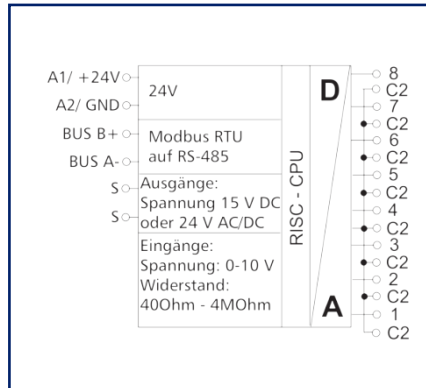 A1/ +24V
A2/ GND
BUS B+
BUS A-
S
S
24V
Modbus RTU
auf RS-485
Ausgänge:
Spannung 15 V DC
oder 24 V AC/DC
Eingänge:
Spannung: 0-10 V
Widerstand:
40Ohm - 4MOhm
RISC - CPU
D
A
8
C2
7
C2
6
C2
5
C2
4
C2
3
C2
2
C2
1
C2